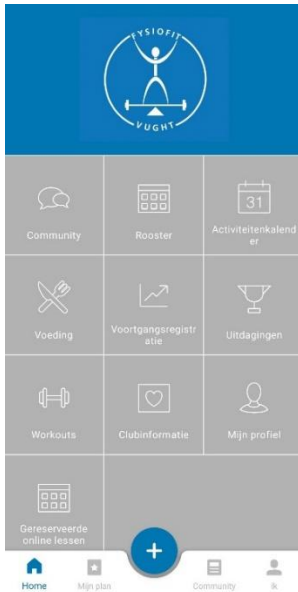 FYSIOFIT
VUGHT
Community
Rooster
31
Activiteitenkalend
er
Voeding
Voortgangsregistr
atie
Uitdagingen
Workouts
Clubinformatie
Mijn profiel
Gereserveerde
online lessen
+
Home
Mijn plan
Community
Ik